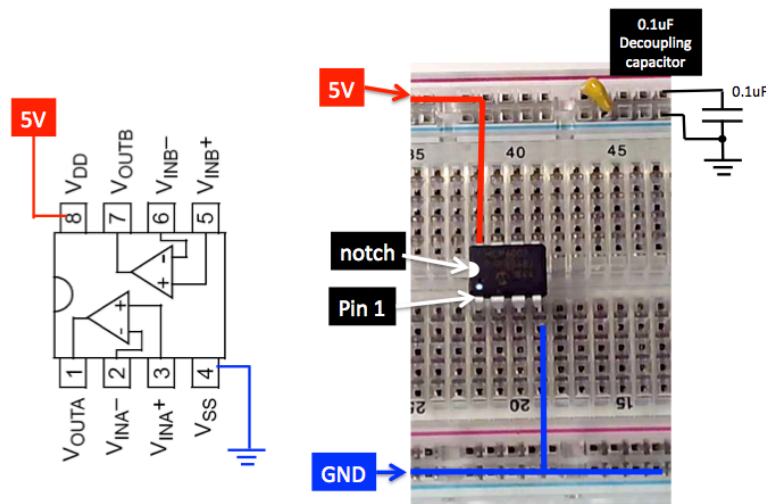 5V
VDD
VOUTB
VINB–
VINB+
8
7
6
5
1
2
3
4
VOUTA
VINA–
VINA+
VSS
0.1uF
Decoupling
capacitor
5V
0.1uF
35
40
45
notch
Pin 1
25
20
15
GND